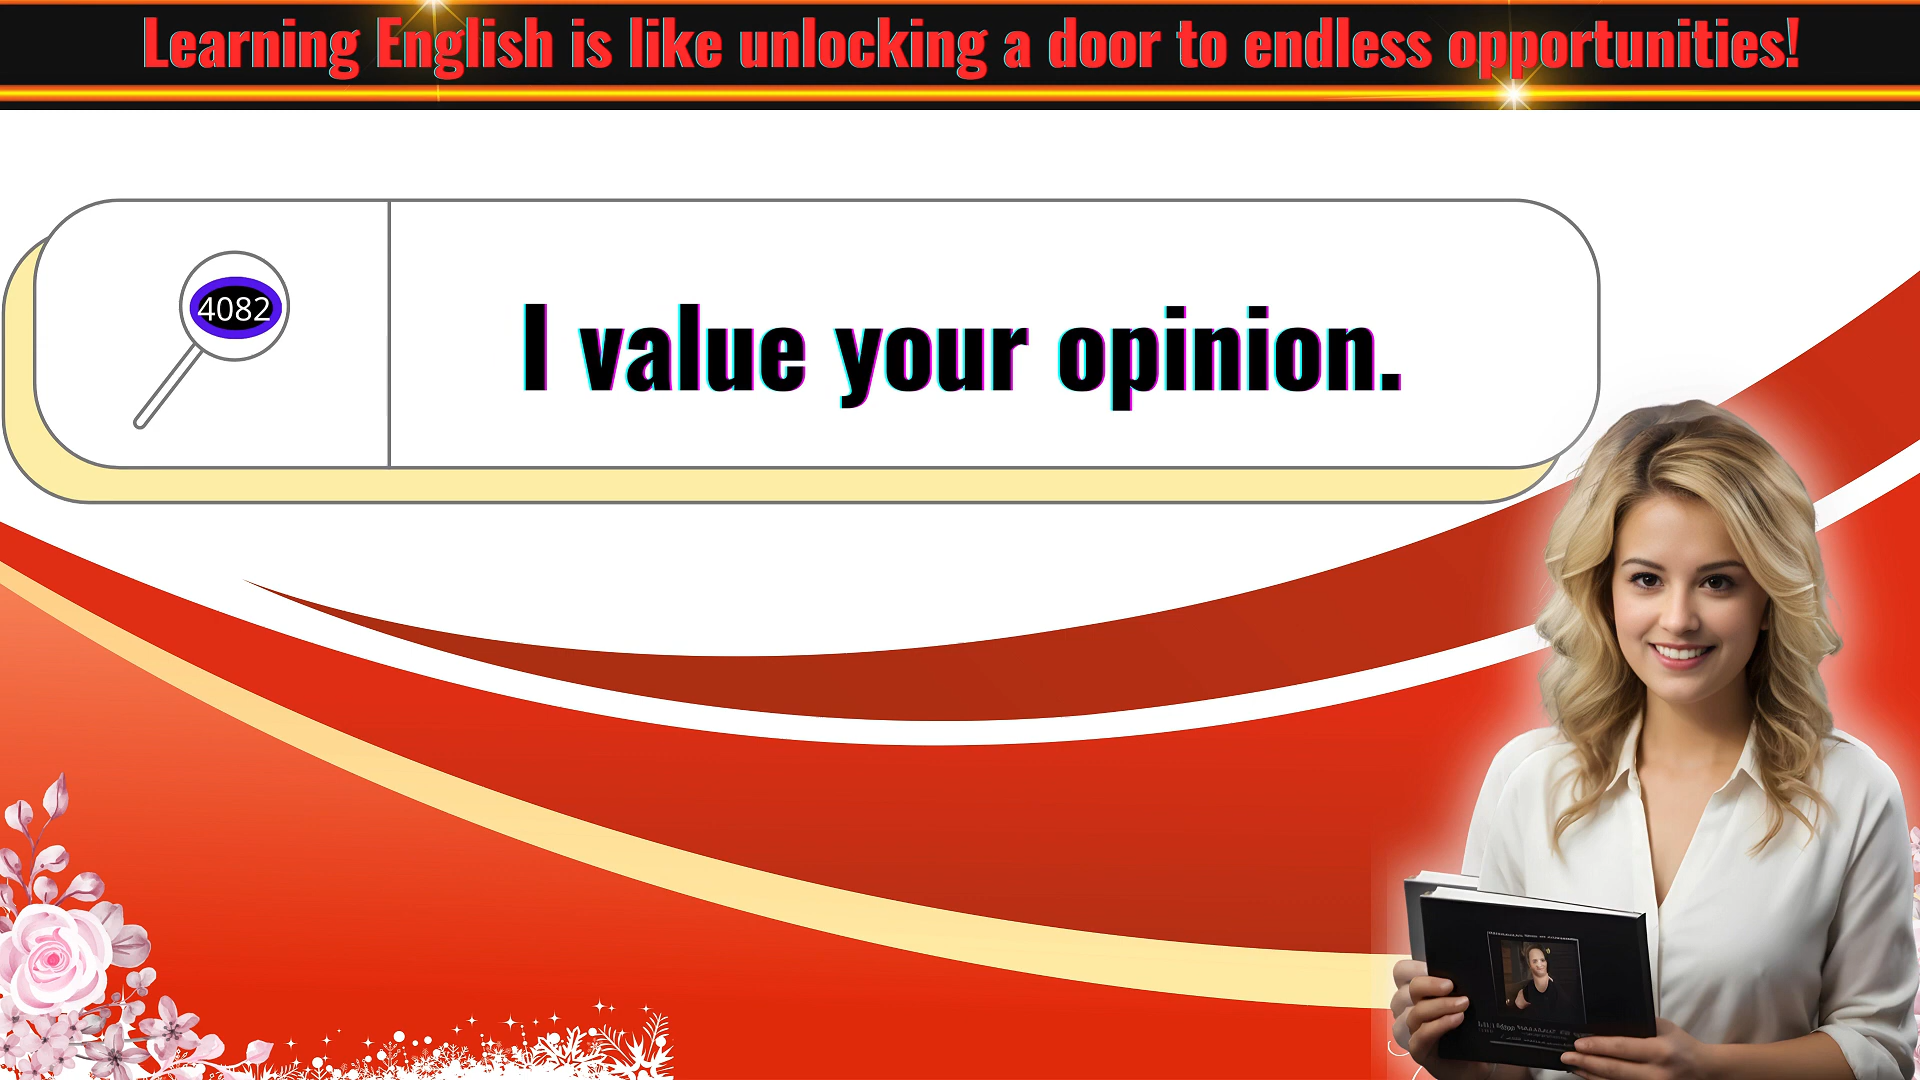 Learning English is like unlocking a door to endless opportunities!
4082
I value your opinion.